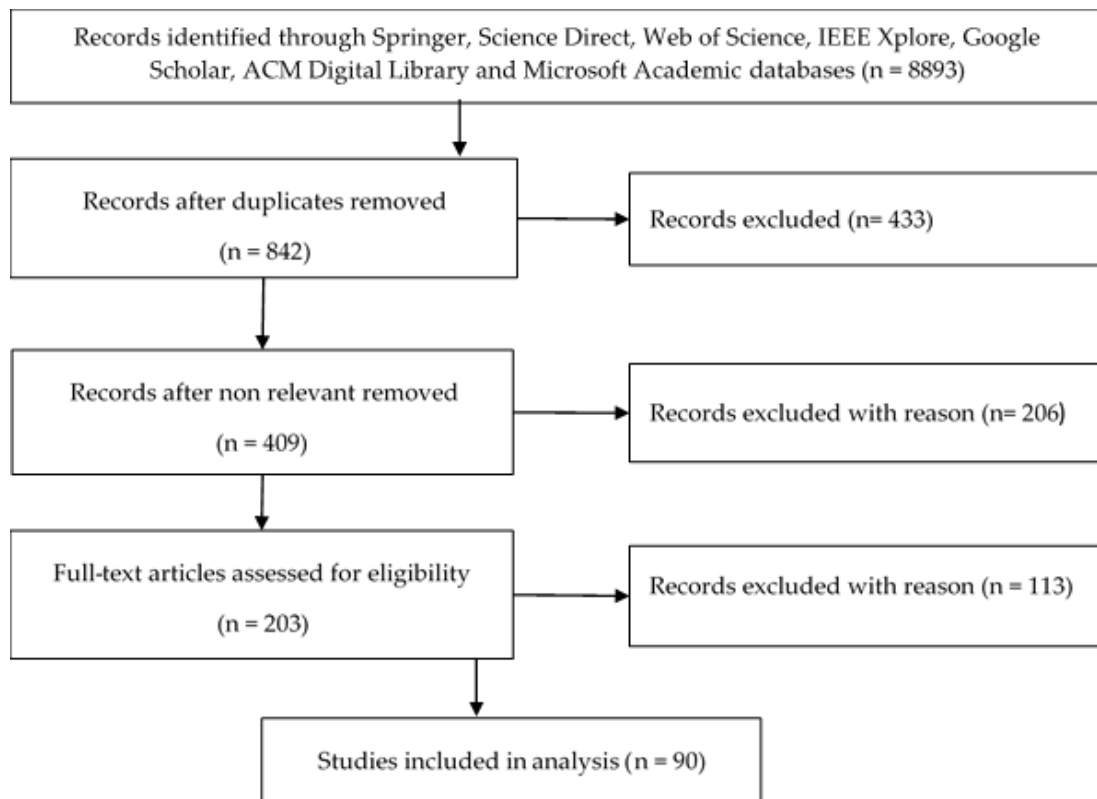 Records identified through Springer, Science Direct, Web of Science, IEEE Xplore, Google
Scholar, ACM Digital Library and Microsoft Academic databases (n = 8893)
Records after duplicates removed
(n = 842)
Records excluded (n= 433)
Records after non relevant removed
(n = 409)
Records excluded with reason (n= 206)
Full-text articles assessed for eligibility
(n = 203)
Records excluded with reason (n = 113)
Studies included in analysis (n = 90)